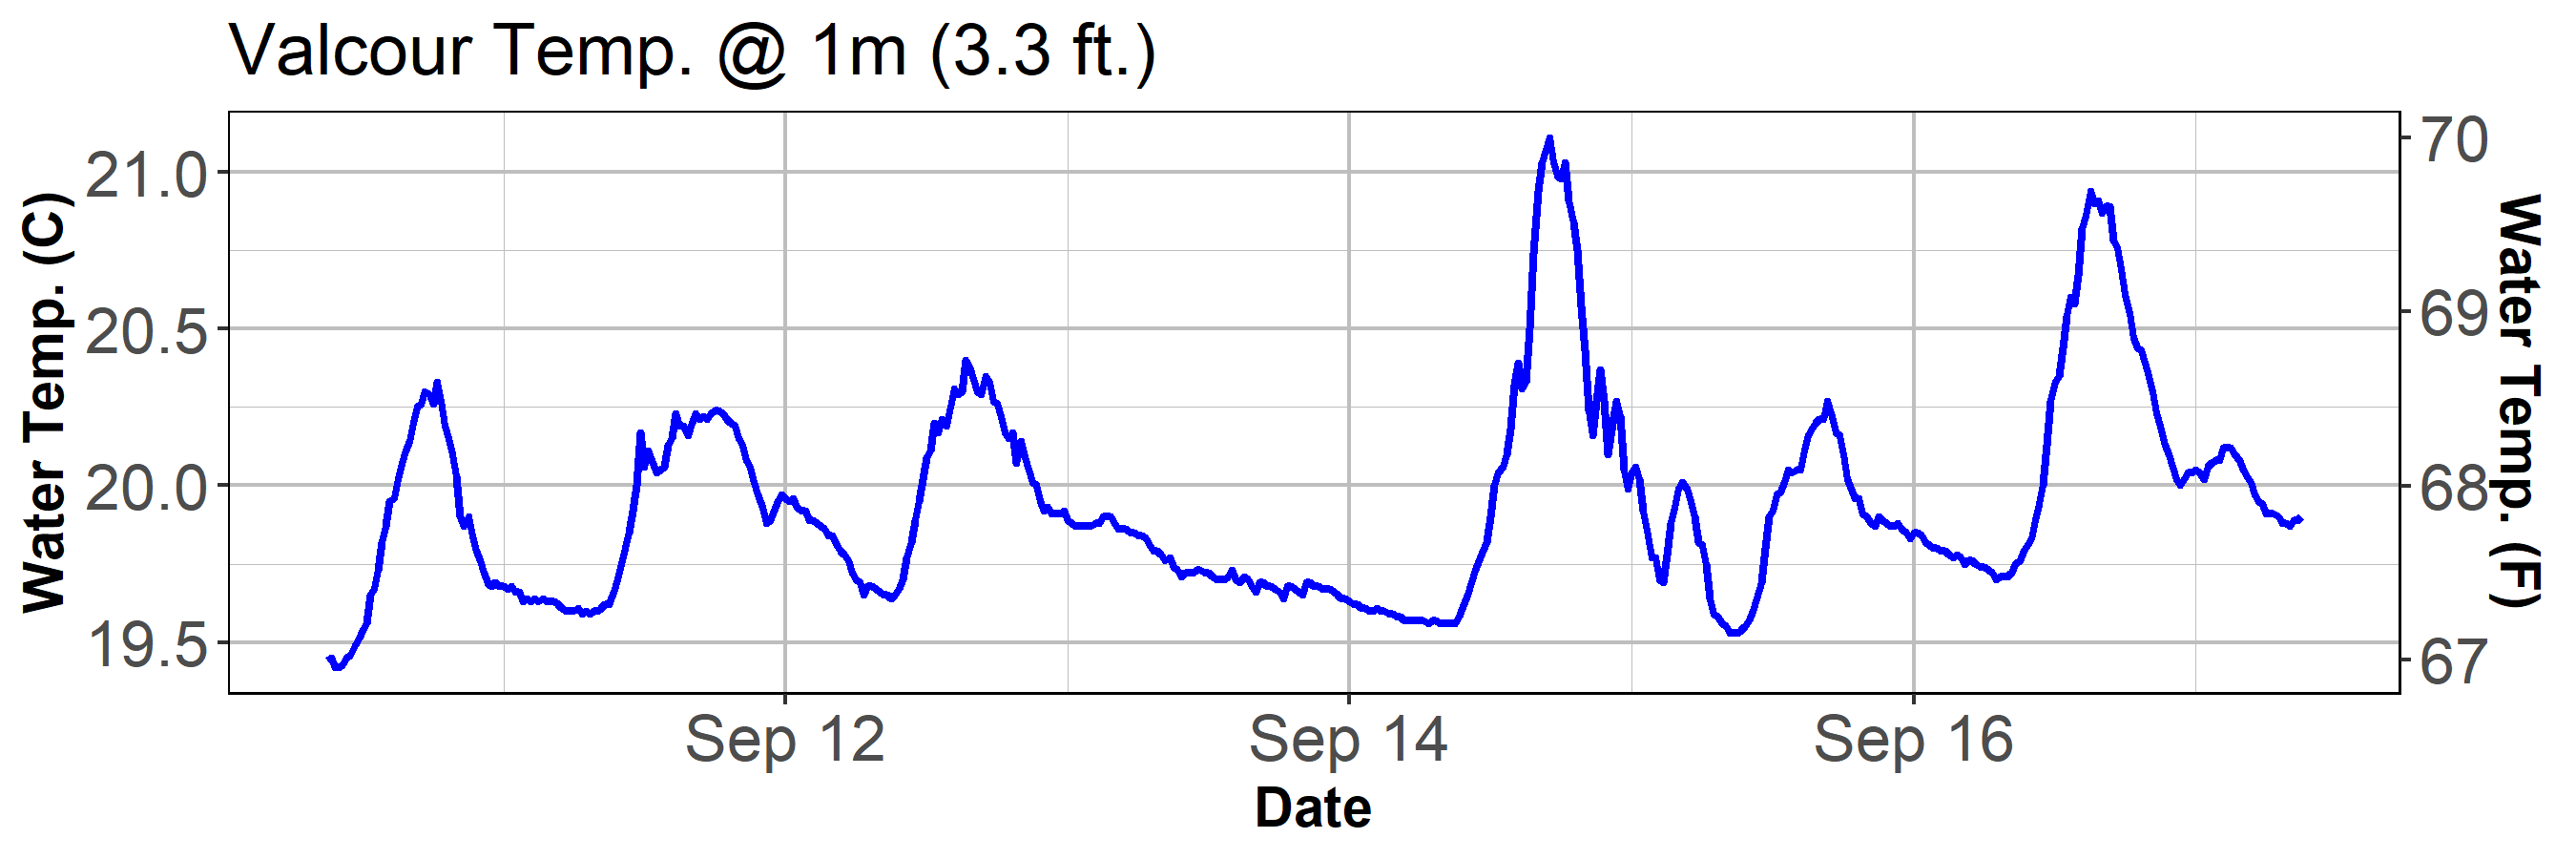 Valcour Temp. @ 1m (3.3 ft.)
Water Temp. (C)
21.0
20.5
20.0
19.5
70
69
68
67
Water Temp. (F)
Sep 12
Sep 14
Sep 16
Date